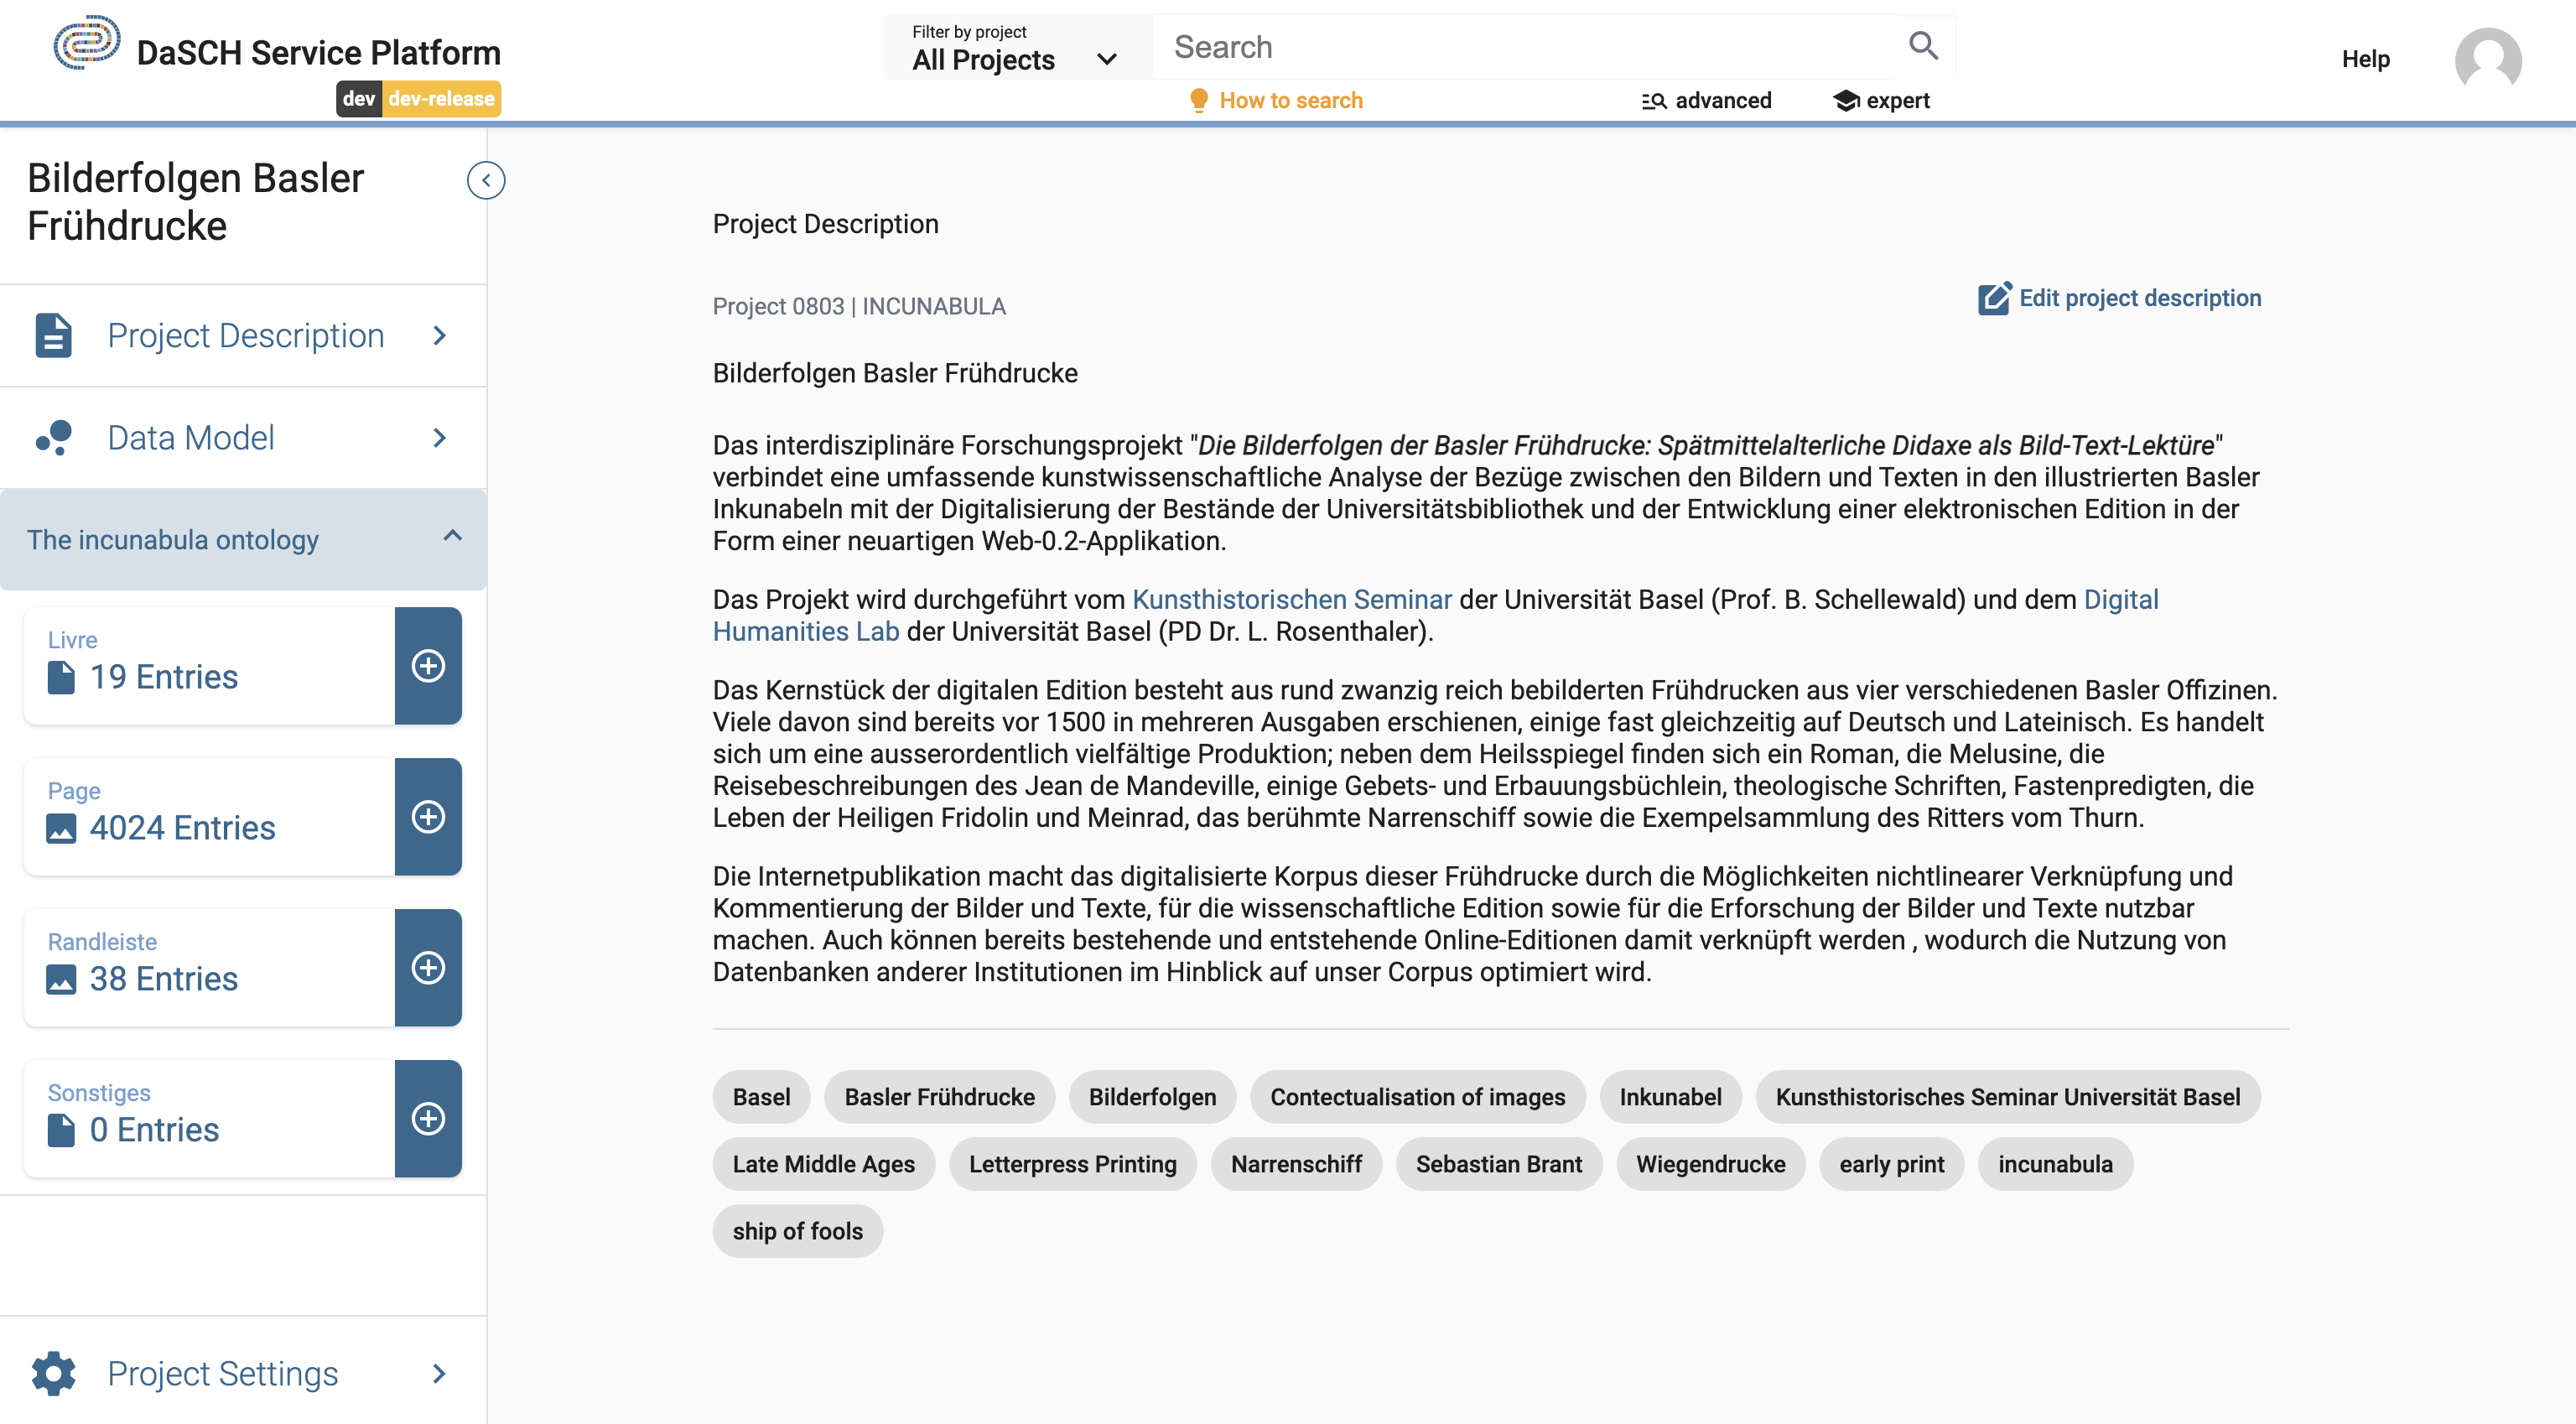 DaSCH Service Platform
dev dev-release
Filter by project
All Projects
Search
How to search
advanced
expert
Help
Bilderfolgen Basler
Frühdrucke
Project Description
Data Model
The incunabula ontology
Livre
19 Entries
Page
4024 Entries
Randleiste
38 Entries
Sonstiges
0 Entries
Project Settings
Project Description
Project 0803 | INCUNABULA
Edit project description
Bilderfolgen Basler Frühdrucke
Das interdisziplinäre Forschungsprojekt "Die Bilderfolgen der Basler Frühdrucke: Spätmittelalterliche Didaxe als Bild-Text-Lektüre"
verbindet eine umfassende kunstwissenschaftliche Analyse der Bezüge zwischen den Bildern und Texten in den illustrierten Basler
Inkunabeln mit der Digitalisierung der Bestände der Universitätsbibliothek und der Entwicklung einer elektronischen Edition in der
Form einer neuartigen Web-0.2-Applikation.
Das Projekt wird durchgeführt vom Kunsthistorischen Seminar der Universität Basel (Prof. B. Schellewald) und dem Digital
Humanities Lab der Universität Basel (PD Dr. L. Rosenthaler).
Das Kernstück der digitalen Edition besteht aus rund zwanzig reich bebilderten Frühdrucken aus vier verschiedenen Basler Offizinen.
Viele davon sind bereits vor 1500 in mehreren Ausgaben erschienen, einige fast gleichzeitig auf Deutsch und Lateinisch. Es handelt
sich um eine ausserordentlich vielfältige Produktion; neben dem Heilsspiegel finden sich ein Roman, die Melusine, die
Reisebeschreibungen des Jean de Mandeville, einige Gebets- und Erbauungsbüchlein, theologische Schriften, Fastenpredigten, die
Leben der Heiligen Fridolin und Meinrad, das berühmte Narrenschiff sowie die Exempelsammlung des Ritters vom Thurn.
Die Internetpublikation macht das digitalisierte Korpus dieser Frühdrucke durch die Möglichkeiten nichtlinearer Verknüpfung und
Kommentierung der Bilder und Texte, für die wissenschaftliche Edition sowie für die Erforschung der Bilder und Texte nutzbar
machen. Auch können bereits bestehende und entstehende Online-Editionen damit verknüpft werden , wodurch die Nutzung von
Datenbanken anderer Institutionen im Hinblick auf unser Corpus optimiert wird.
Basel Basler Frühdrucke Bilderfolgen Contectualisation of images Inkunabel Kunsthistorisches Seminar Universität Basel
Late Middle Ages Letterpress Printing Narrenschiff Sebastian Brant Wiegendrucke early print incunabula
ship of fools